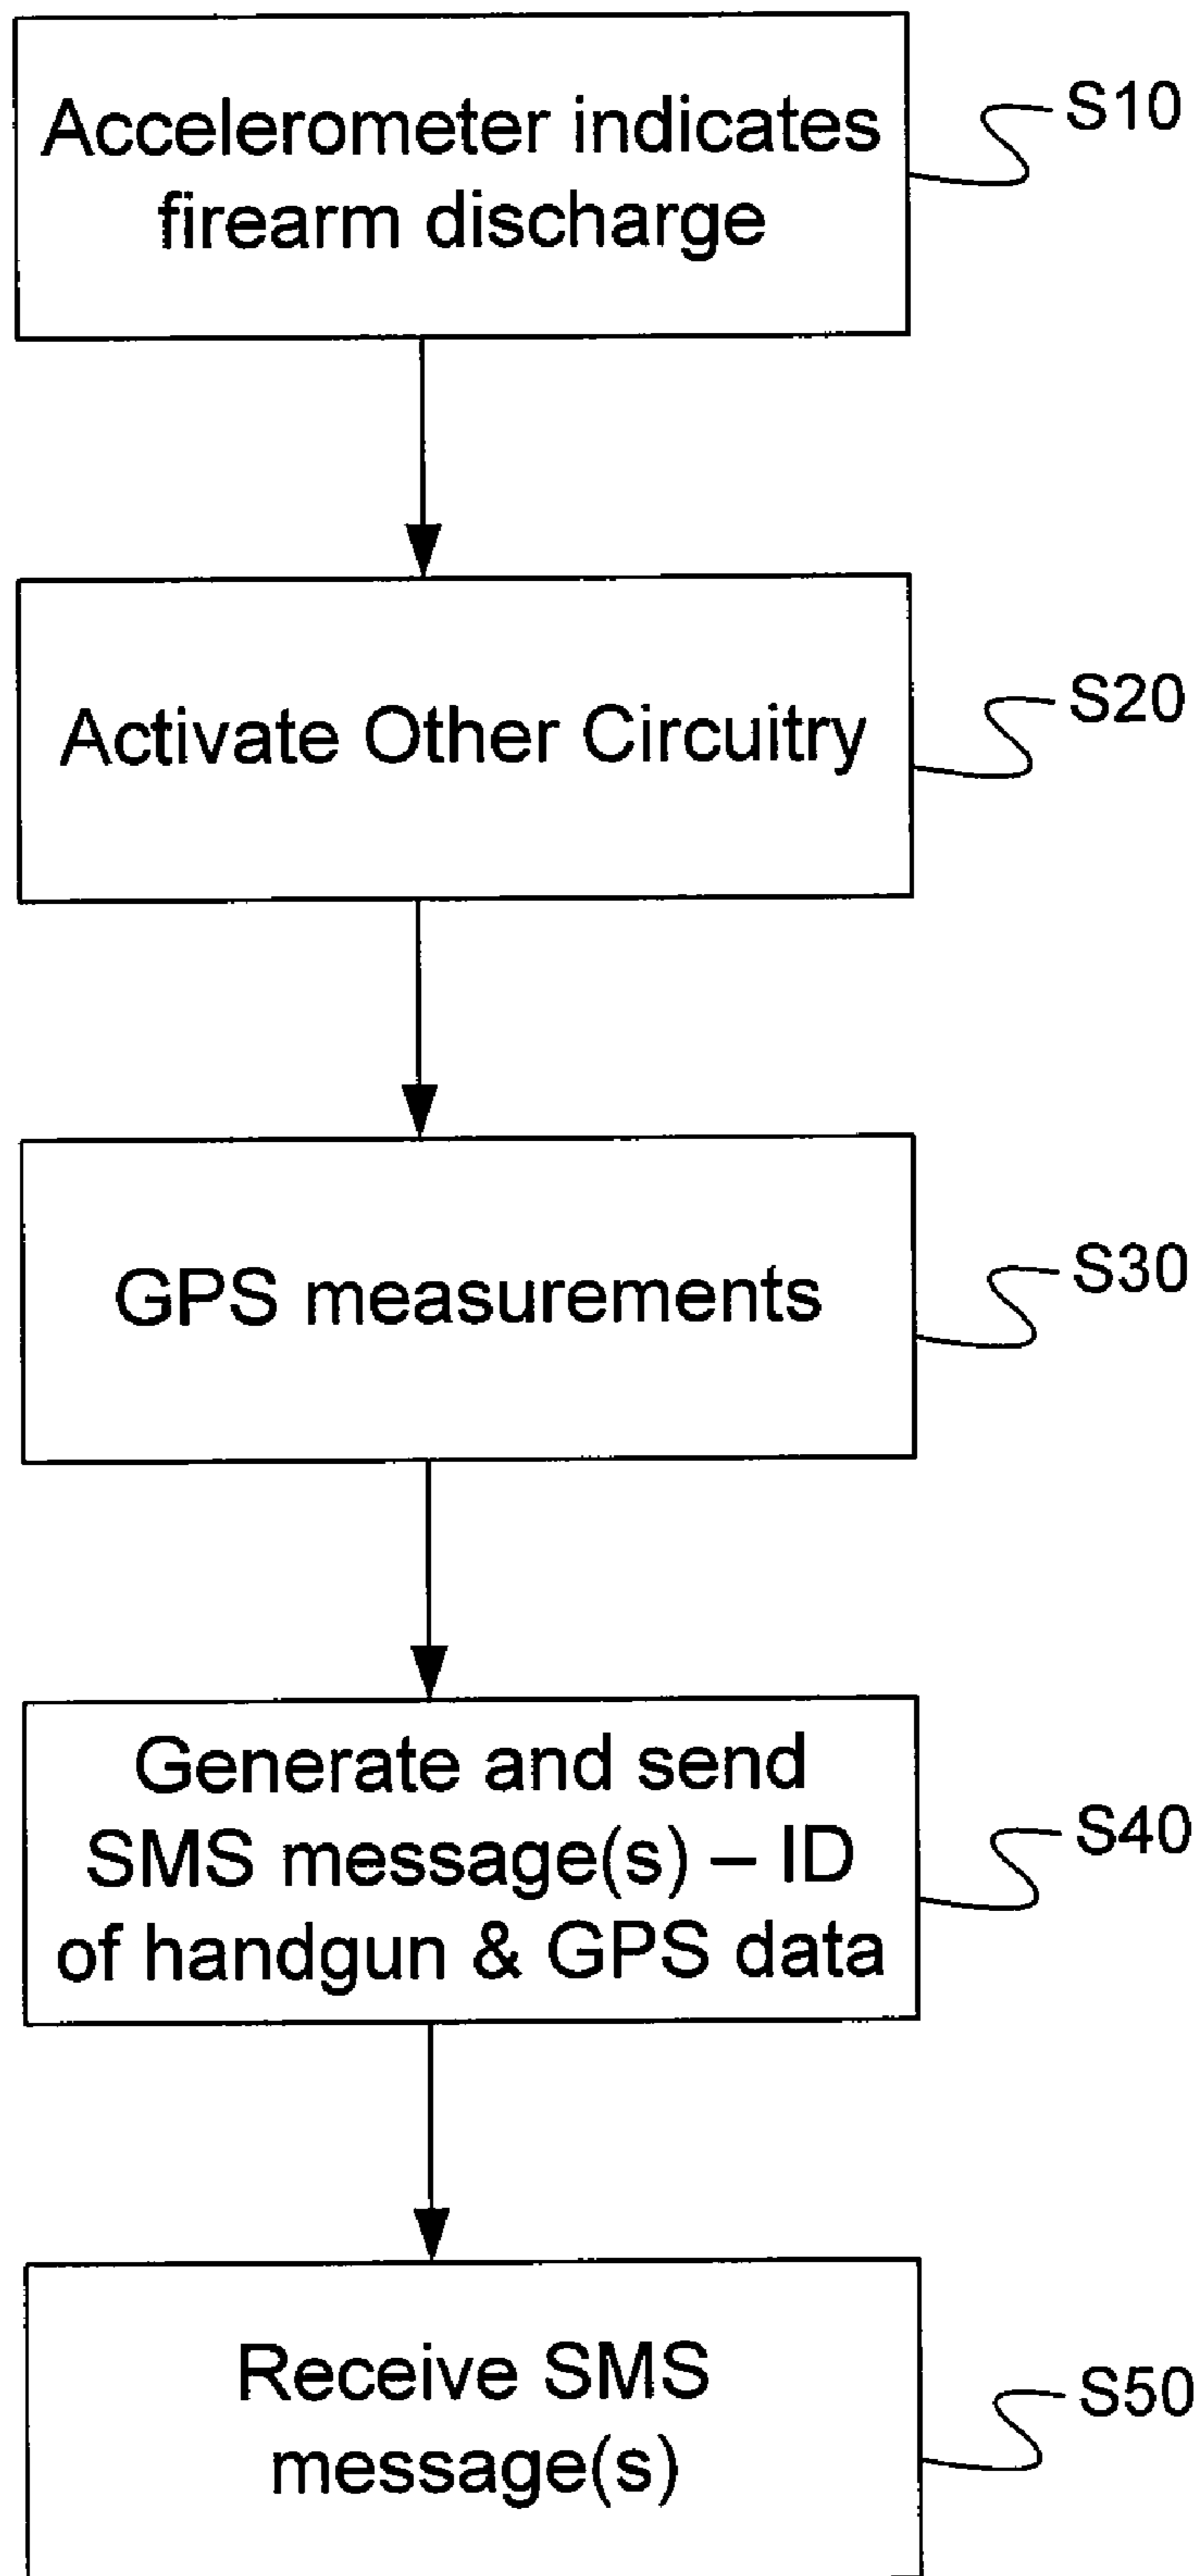 Accelerometer indicates
firearm discharge
S10
Activate Other Circuitry
S20
GPS measurements
S30
Generate and send
SMS message(s) – ID
of handgun & GPS data
S40
Receive SMS
message(s)
S50